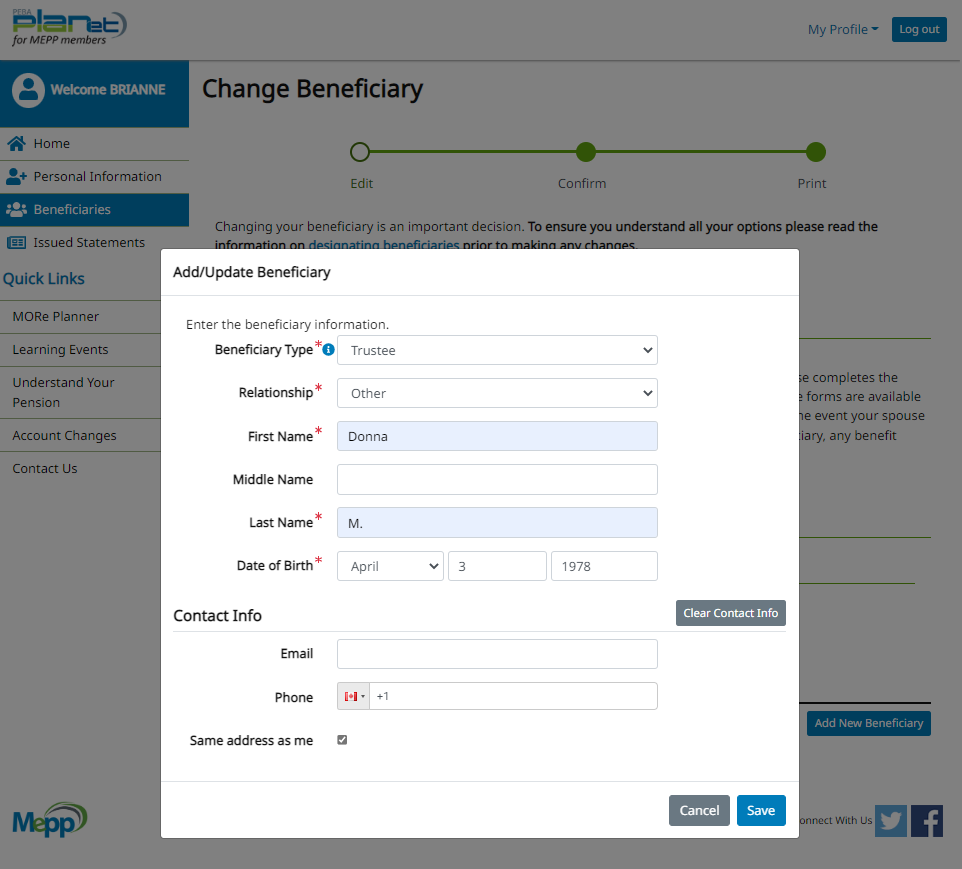 PERA
planet
for MEPP members
My Profile
Log out
Welcome BRIANNE
Change Beneficiary
Home
Personal Information
Beneficiaries
Issued Statements
Quick Links
MORe Planner
Learning Events
Understand Your
Pension
Account Changes
Contact Us
Edit Confirm Print
Changing your beneficiary is an important decision. To ensure you understand all your options please read the
information on designating beneficiaries prior to making any changes.
Add/Update Beneficiary
Enter the beneficiary information.
Beneficiary Type* i Trustee
Relationship* Other
First Name* Donna
Middle Name
Last Name* M.
Date of Birth* April 3 1978
Contact Info Clear Contact Info
Email
Phone +1
Same address as me
Cancel Save
se completes the
e forms are available
he event your spouse
iary, any benefit
Add New Beneficiary
Mepp
onnect With Us